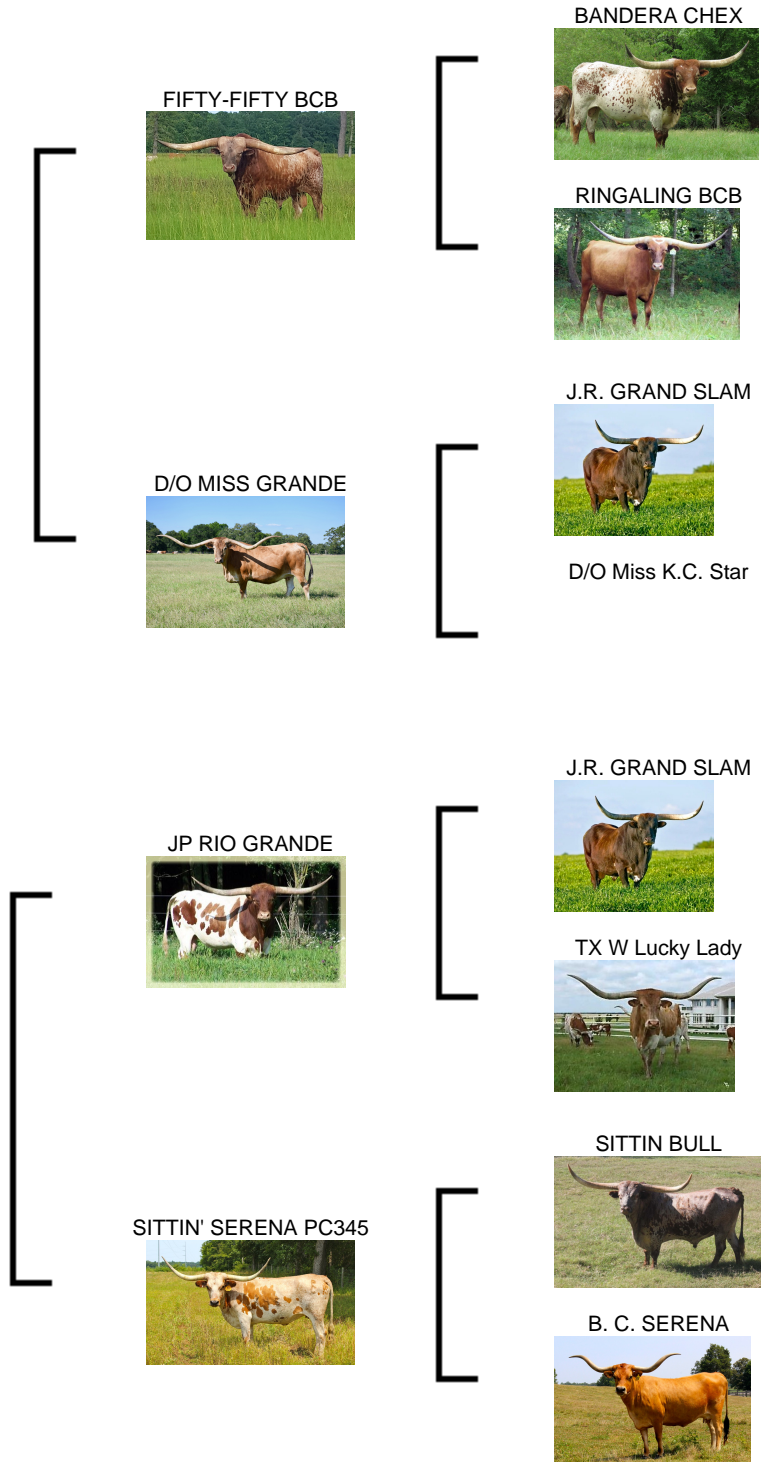 BANDERA CHEX
FIFTY-FIFTY BCB
RINGALING BCB
J.R. GRAND SLAM
D/O MISS GRANDE
D/O Miss K.C. Star
J.R. GRAND SLAM
JP RIO GRANDE
TX W Lucky Lady
SITTIN BULL
SITTIN' SERENA PC345
B. C. SERENA